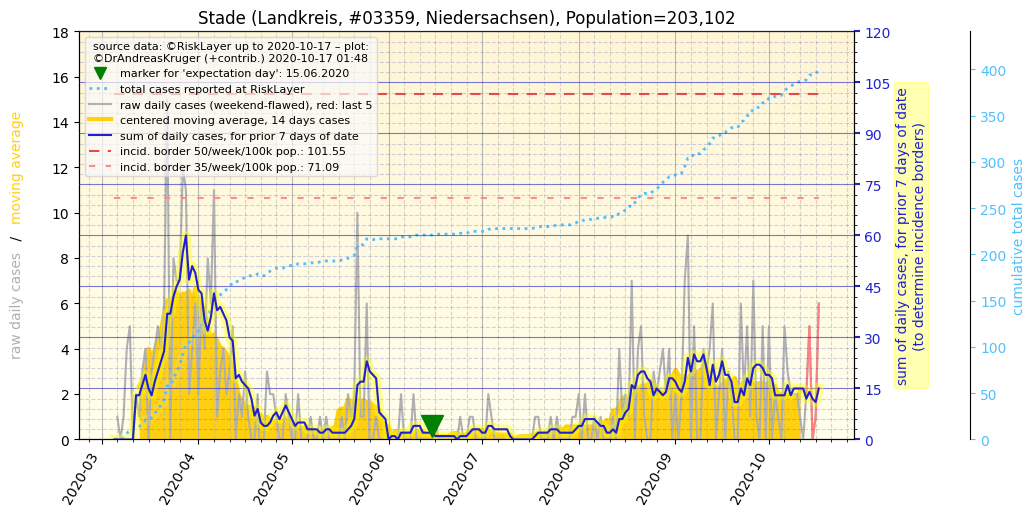 Stade (Landkreis, #03359, Niedersachsen), Population=203,102
source data: ©RiskLayer up to 2020-10-17 – plot:
©DrAndreasKruger (+contrib.) 2020-10-17 01:48
marker for 'expectation day': 15.06.2020
total cases reported at RiskLayer
raw daily cases (weekend-flawed), red: last 5
centered moving average, 14 days cases
sum of daily cases, for prior 7 days of date
incid. border 50/week/100k pop.: 101.55
incid. border 35/week/100k pop.: 71.09
raw daily cases / moving average
18
16
14
12
10
8
6
4
2
0
2020-03
2020-04
2020-05
2020-06
2020-07
2020-08
2020-09
2020-10
120
105
90
75
60
45
30
15
0
sum of daily cases, for prior 7 days of date
(to determine incidence borders)
400
350
300
250
200
150
100
50
0
cumulative total cases